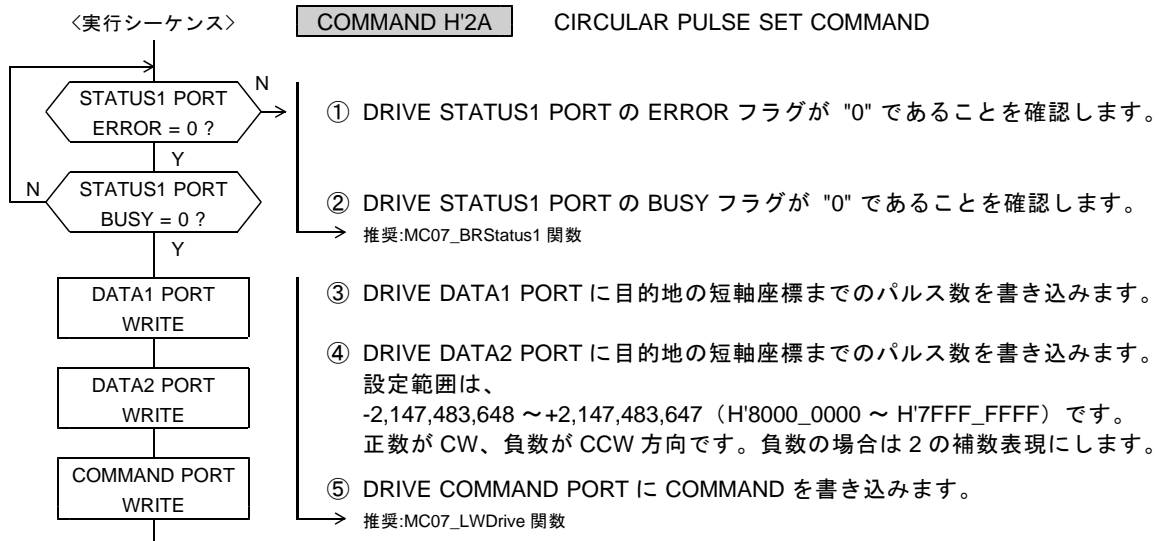 〈実行シーケンス〉
COMMAND H'2A
CIRCULAR PULSE SET COMMAND
STATUS1 PORT
ERROR = 0 ?
N
Y
STATUS1 PORT
BUSY = 0 ?
N
Y
DATA1 PORT
WRITE
DATA2 PORT
WRITE
COMMAND PORT
WRITE
① DRIVE STATUS1 PORT の ERROR フラグが "0" であることを確認します。
② DRIVE STATUS1 PORT の BUSY フラグが "0" であることを確認します。
推奨:MC07_BRStatus1 関数
③ DRIVE DATA1 PORT に目的地の短軸座標までのパルス数を書き込みます。
④ DRIVE DATA2 PORT に目的地の短軸座標までのパルス数を書き込みます。
設定範囲は、
-2,147,483,648 ～+2,147,483,647（H'8000_0000 ～ H'7FFF_FFFF）です。
正数が CW、負数が CCW 方向です。負数の場合は 2 の補数表現にします。
⑤ DRIVE COMMAND PORT に COMMAND を書き込みます。
推奨:MC07_LWDrive 関数